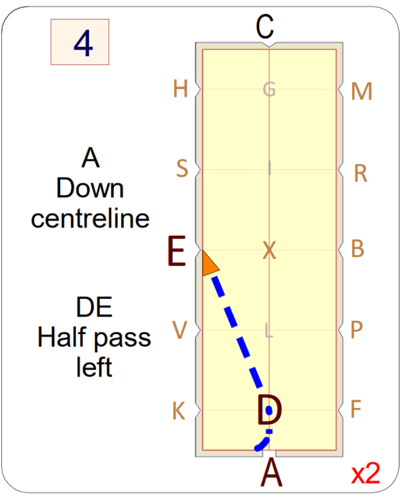 4
C
H G M
A
Down
centreline
S I R
E X B
DE
Half pass
left
V L P
K D F
A
x2